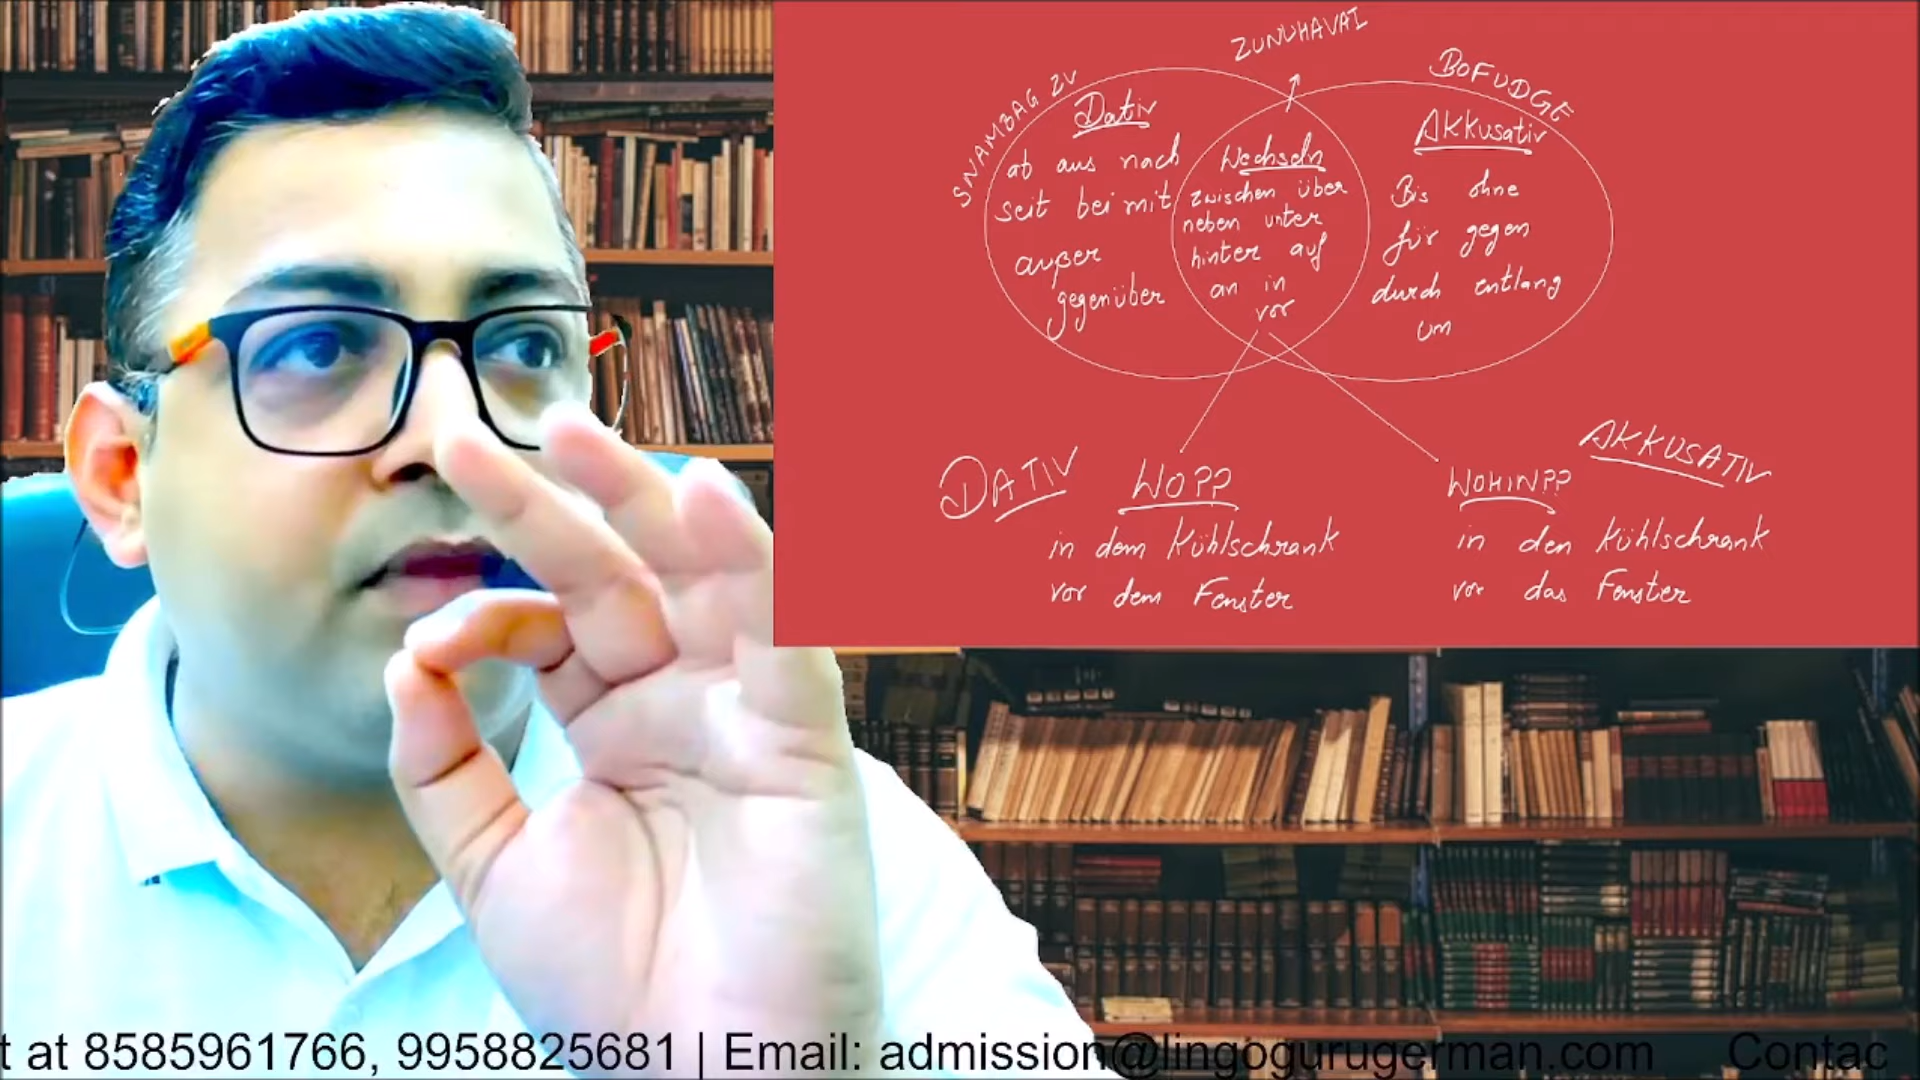 ZUNUHAVAI
SNAMBAG ZV
BOFUDGE
Dativ
ab aus nach
seit bei mit
außer
gegenüber
Wechseln
zwischen über
neben unter
hinter auf
an in
vor
Akkusativ
Bis ohne
für gegen
durch entlang
um
DATIV WO??
in dem Kühlschrank
vor dem Fenster
WOHIN?? AKKUSATIV
in den Kühlschrank
vor das Fenster
t at 8585961766, 9958825681 | Email: admission@lingogurugerman.com Contac